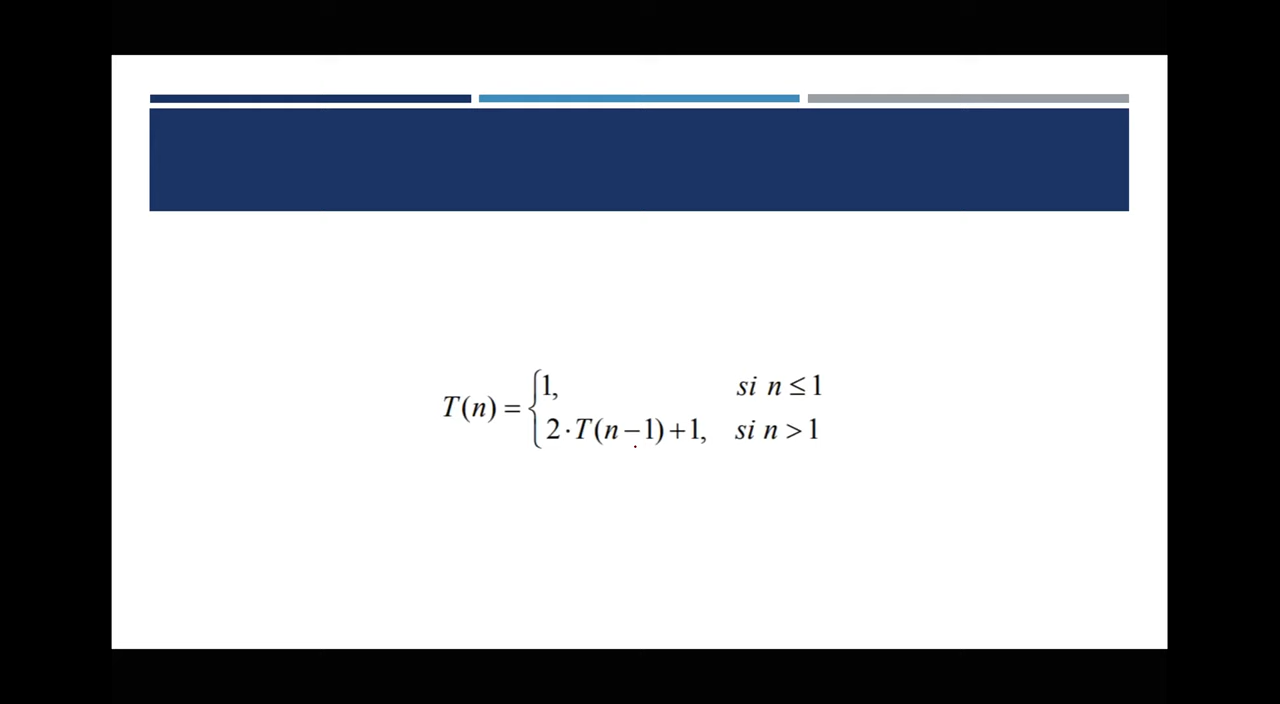 T(n) = { 1, si n ≤ 1
2 · T(n − 1) + 1, si n > 1